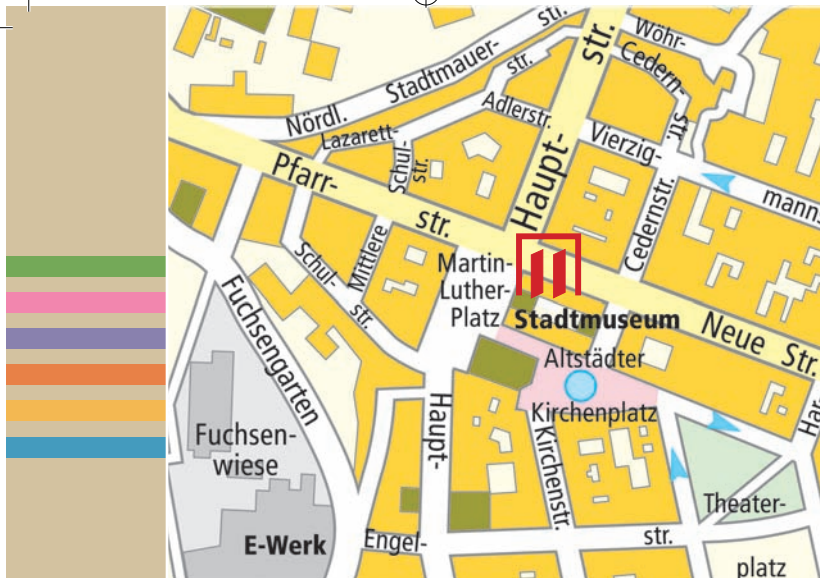 str.
Wöhr-
Stadtmauer-
str.
Cedern-
str.
Nördl.
Adlerstr.
Haupt-
str.
Lazarett-
Vierzig-
manns
Schul-
str.
Pfarr-
str.
Cedernstr.
Mittlere
Schul-
str.
Martin-
Luther-
Platz
Stadtmuseum
Neue Str.
Fuchsengarten
Altstädter
Kirchenplatz
Har
Haupt-
Kirchenstr.
Fuchsen-
wiese
Theater-
platz
E-Werk
Engel-
str.